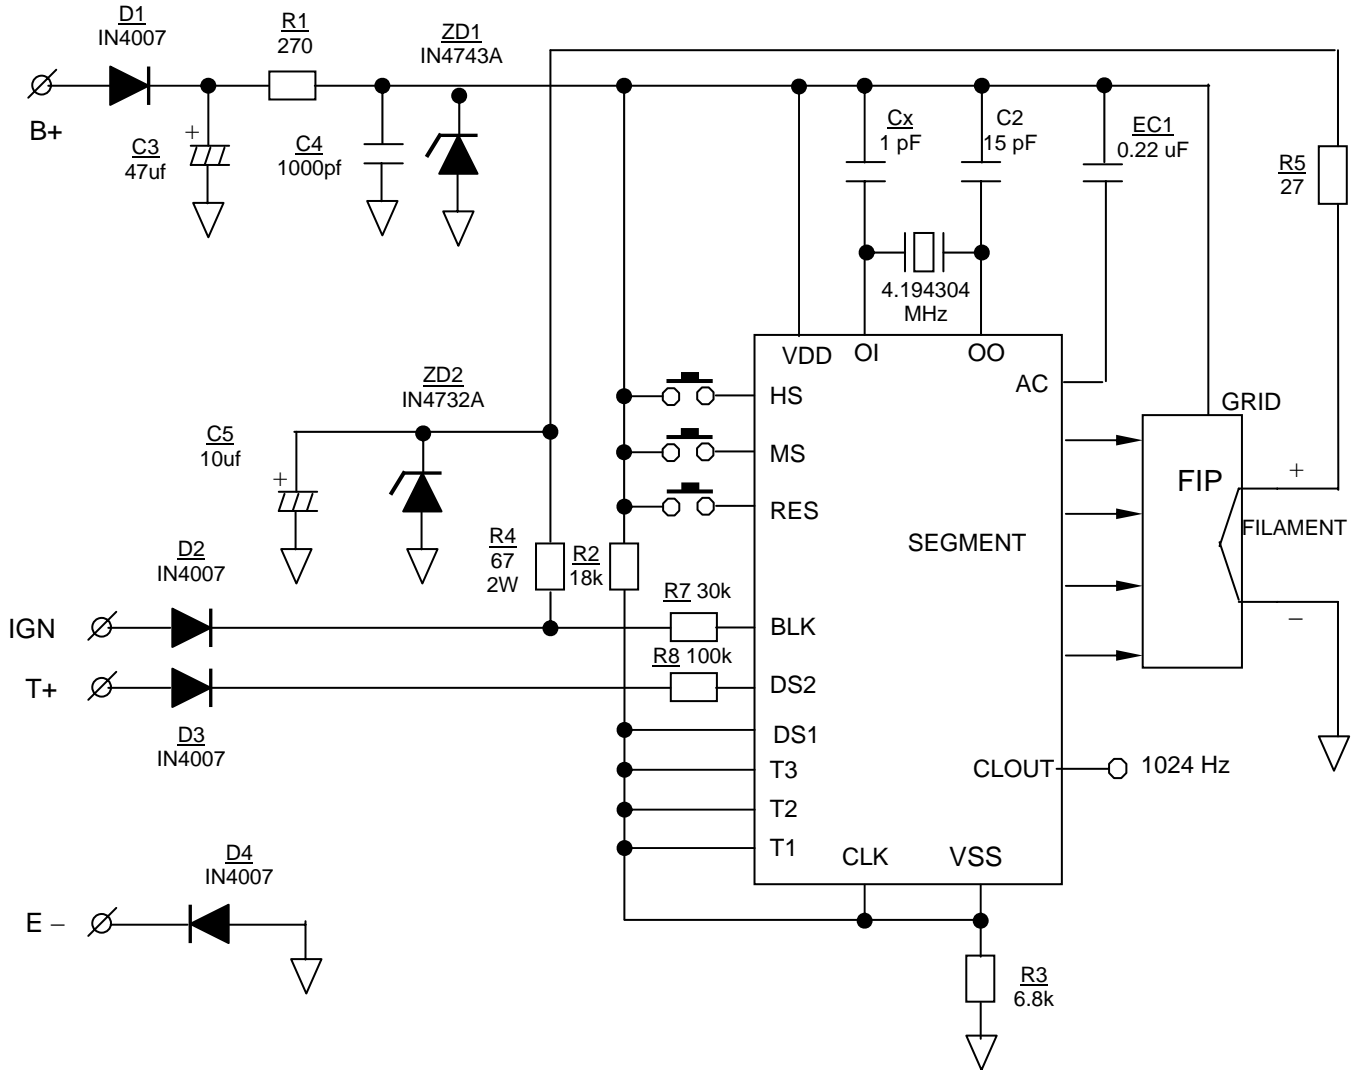 D1
IN4007
R1
270
ZD1
IN4743A
B+
+
C3
47uf
C4
1000pf
Cx
1 pF
C2
15 pF
EC1
0.22 uF
R5
27
4.194304
MHz
VDD
OI
OO
AC
ZD2
IN4732A
C5
10uf
+
HS
MS
RES
GRID
FIP
+
FILAMENT
−
SEGMENT
D2
IN4007
R4
67
2W
R2
18k
R7 30k
IGN
BLK
R8 100k
T+
DS2
D3
IN4007
DS1
T3
T2
T1
CLOUT
1024 Hz
CLK
VSS
D4
IN4007
E −
R3
6.8k